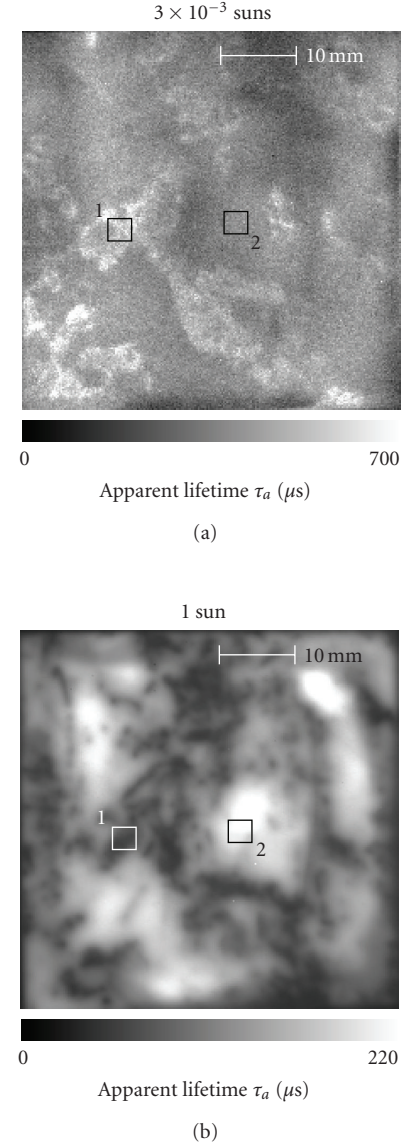 3 × 10⁻³ suns
10 mm
1
2
0 700
Apparent lifetime τₐ (μs)
(a)
1 sun
10 mm
1
2
0 220
Apparent lifetime τₐ (μs)
(b)